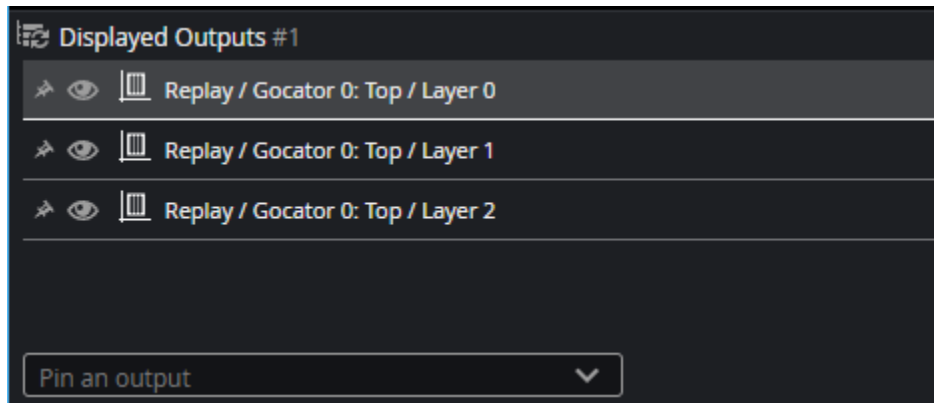 Displayed Outputs #1
Replay / Gocator 0: Top / Layer 0
Replay / Gocator 0: Top / Layer 1
Replay / Gocator 0: Top / Layer 2
Pin an output